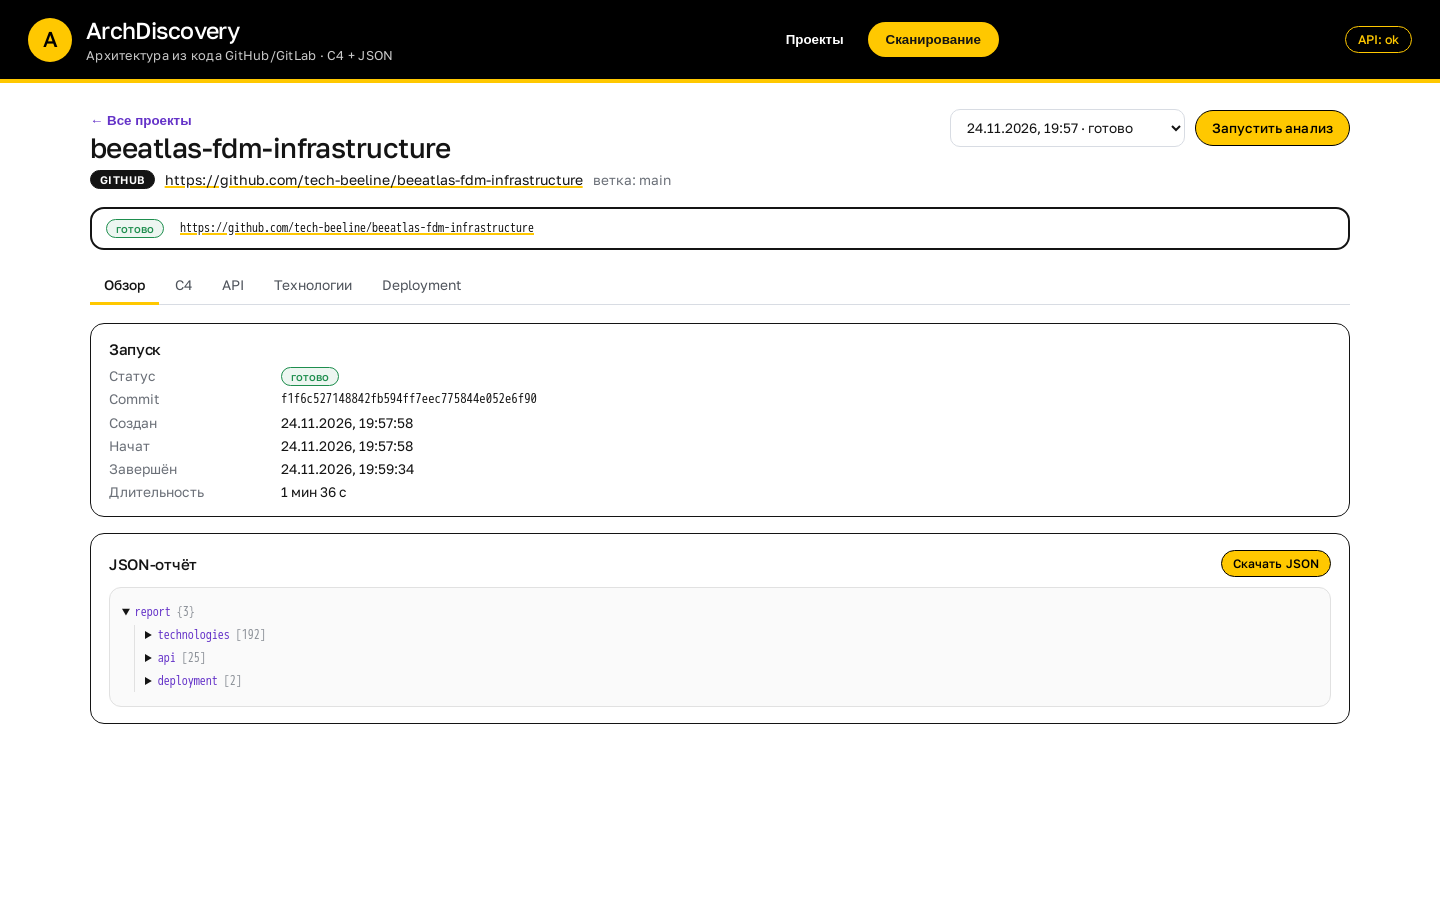 A
ArchDiscovery
Архитектура из кода GitHub/GitLab · C4 + JSON
Проекты
Сканирование
API: ok
← Все проекты
beeatlas-fdm-infrastructure
GITHUB https://github.com/tech-beeline/beeatlas-fdm-infrastructure ветка: main
24.11.2026, 19:57 · готово
Запустить анализ
готово https://github.com/tech-beeline/beeatlas-fdm-infrastructure
Обзор C4 API Технологии Deployment
Запуск
Статус готово
Commit f1f6c527148842fb594ff7eec775844e052e6f90
Создан 24.11.2026, 19:57:58
Начат 24.11.2026, 19:57:58
Завершён 24.11.2026, 19:59:34
Длительность 1 мин 36 с
JSON-отчёт
Скачать JSON
▼ report {3}
▶ technologies [192]
▶ api [25]
▶ deployment [2]